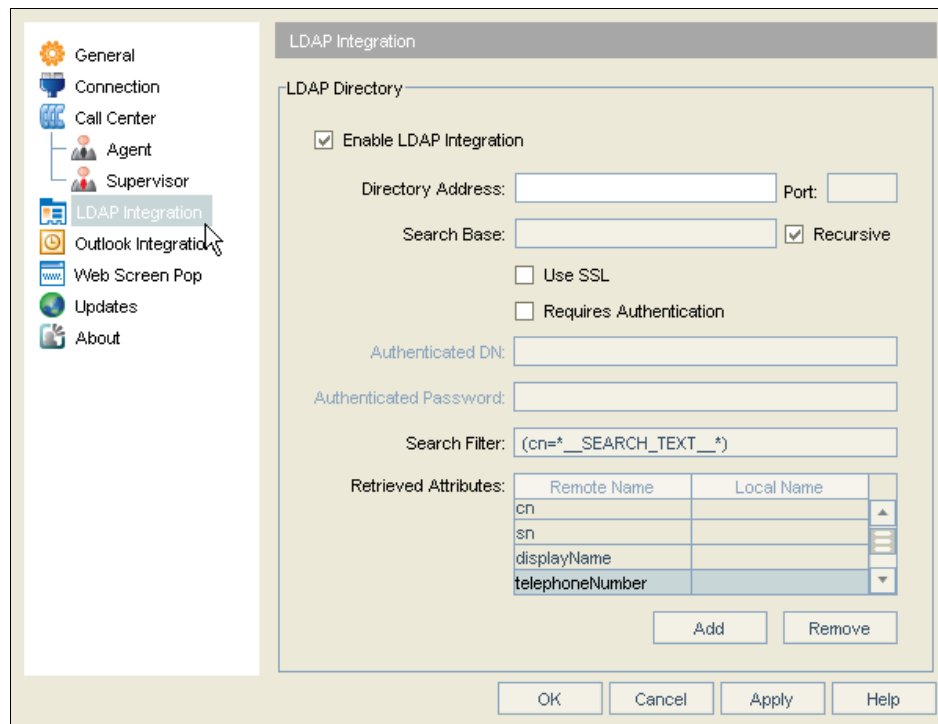 General
Connection
Call Center
Agent
Supervisor
LDAP Integration
Outlook Integration
www.
Web Screen Pop
Updates
About
LDAP Integration
LDAP Directory
Enable LDAP Integration
Directory Address: Port:
Search Base: Recursive
Use SSL
Requires Authentication
Authenticated DN:
Authenticated Password:
Search Filter: (cn=*__SEARCH_TEXT__*)
Retrieved Attributes: Remote Name Local Name
cn
sn
displayName
telephoneNumber
Add Remove
OK Cancel Apply Help